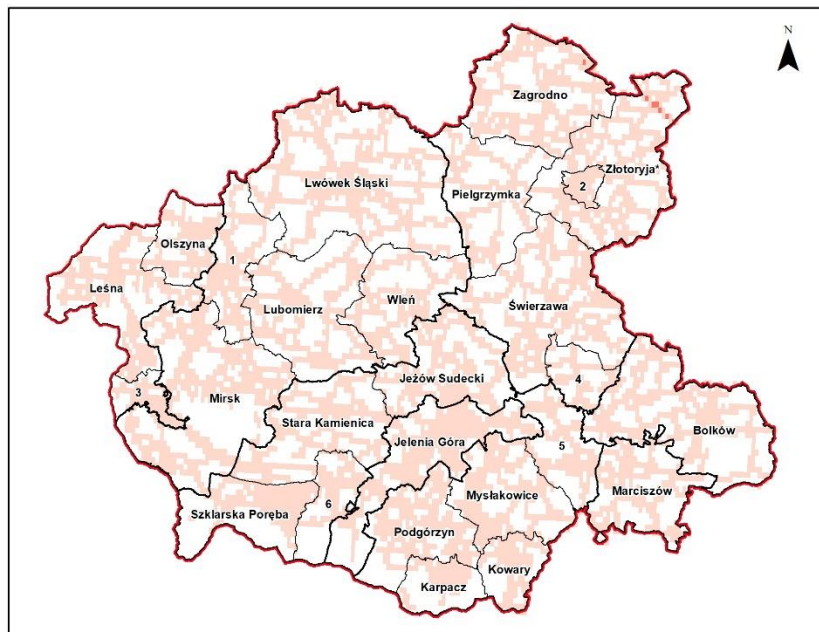 N
Zagrodno
Złotoryja*
Lwówek Śląski
Pielgrzymka
2
Olszyna
1
Leśna
Lubomierz
Wleń
Świerzawa
Jeżów Sudecki
4
3
Mirsk
Stara Kamienica
Bolków
Jelenia Góra
5
Marciszów
Mysłakowice
6
Szklarska Poręba
Podgórzyn
Kowary
Karpacz